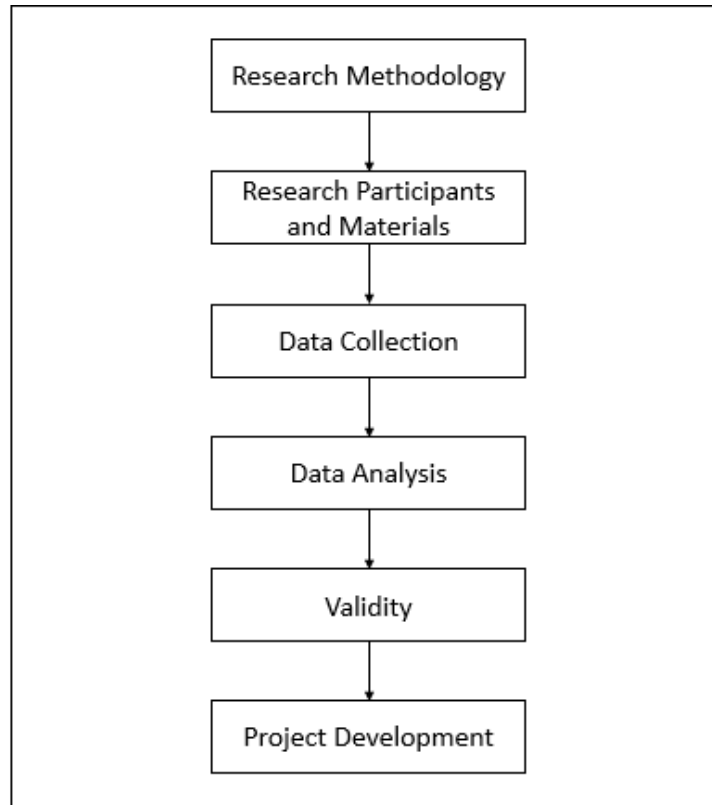 Research Methodology
Research Participants
and Materials
Data Collection
Data Analysis
Validity
Project Development